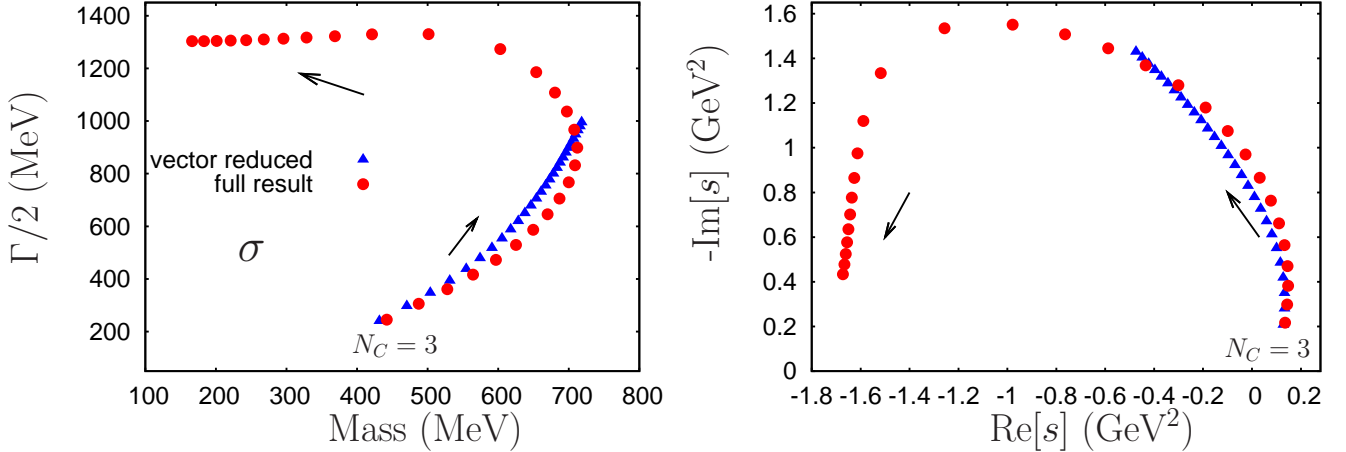 Γ/2 (MeV)
1400
1200
1000
800
600
400
200
vector reduced
full result
σ
N_C = 3
100 200 300 400 500 600 700 800
Mass (MeV)
-Im[s] (GeV²)
1.6
1.4
1.2
1
0.8
0.6
0.4
0.2
0
N_C = 3
-1.8 -1.6 -1.4 -1.2 -1 -0.8 -0.6 -0.4 -0.2 0 0.2
Re[s] (GeV²)